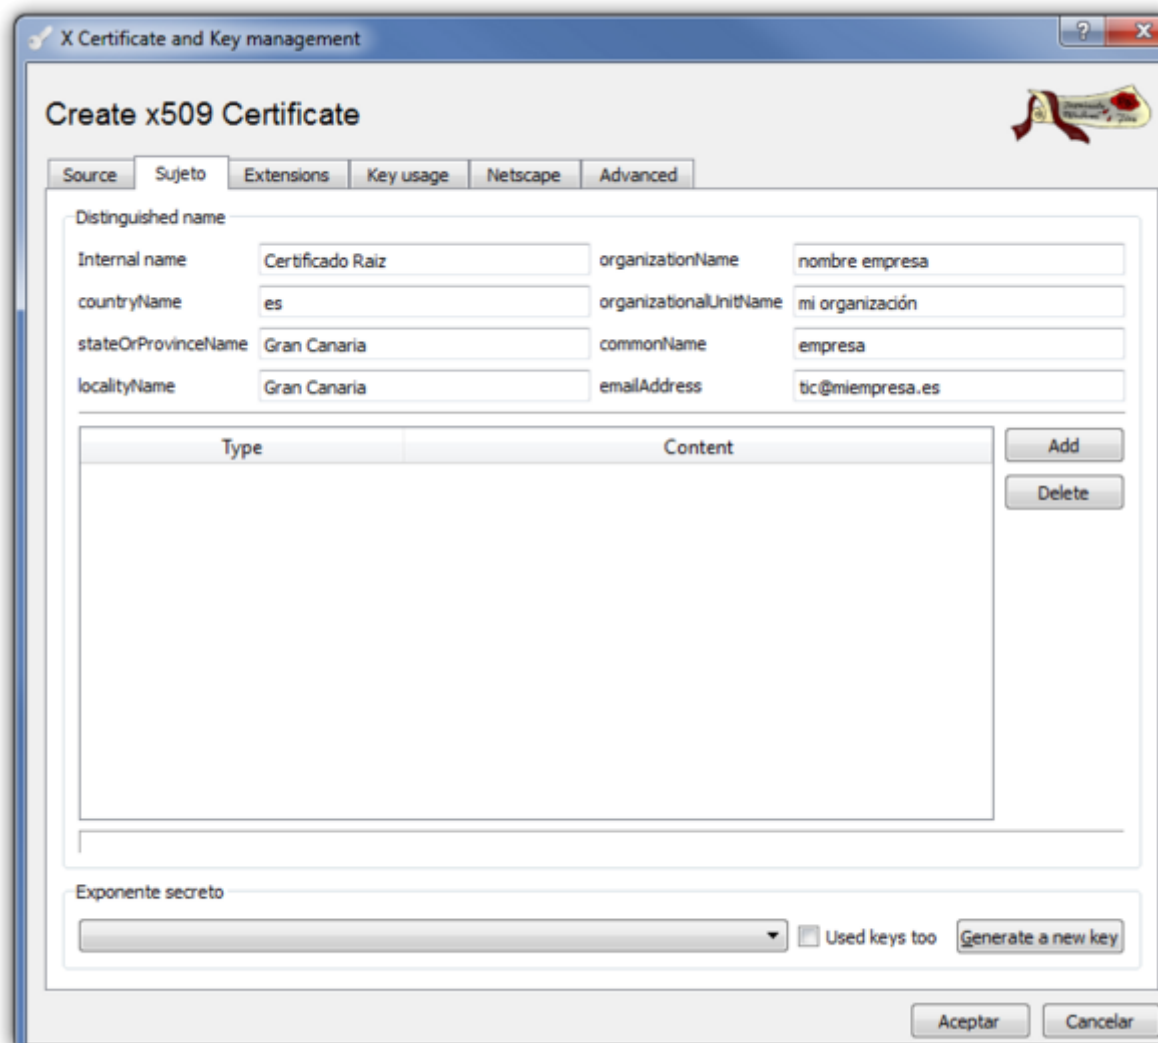 X Certificate and Key management
Create x509 Certificate
Source Sujeto Extensions Key usage Netscape Advanced
Distinguished name
Internal name Certificado Raiz organizationName nombre empresa
countryName es organizationalUnitName mi organización
stateOrProvinceName Gran Canaria commonName empresa
localityName Gran Canaria emailAddress tic@miempresa.es
Type Content Add
Delete
Exponente secreto
Used keys too Generate a new key
Aceptar Cancelar